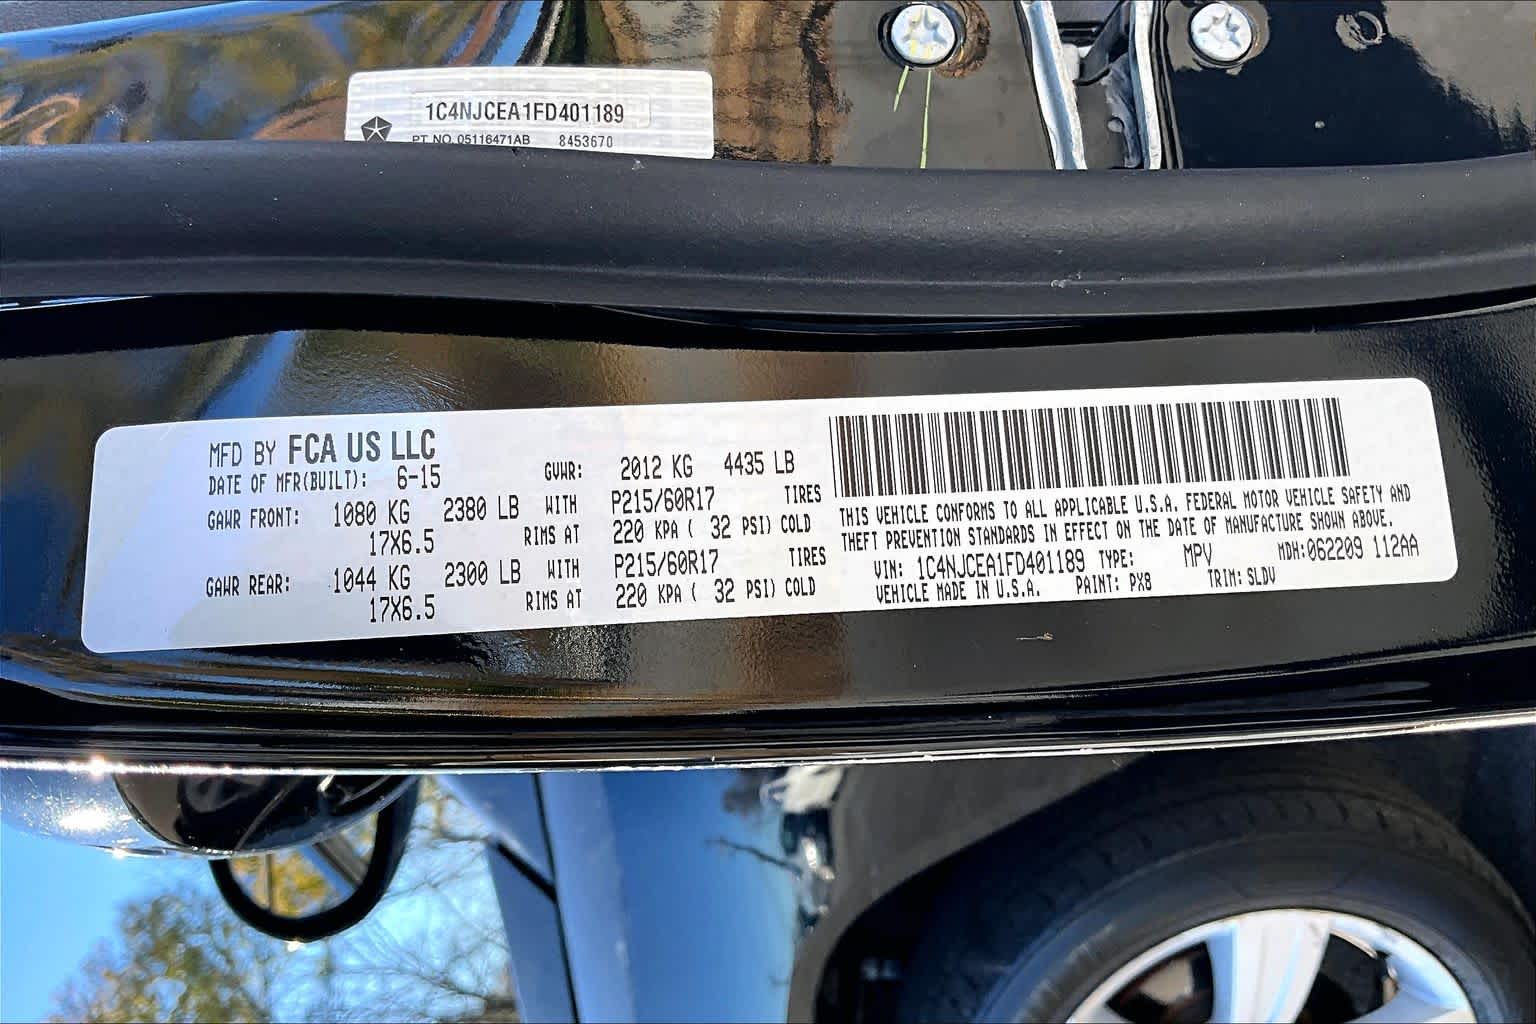 1C4NJCEA1FD401189
PT NO. 05116471AB 8453670
MFD BY FCA US LLC
DATE OF MFR(BUILT): 6-15 GVWR: 2012 KG 4435 LB
GAWR FRONT: 1080 KG 2380 LB WITH P215/60R17 TIRES
17X6.5 RIMS AT 220 KPA ( 32 PSI) COLD
GAWR REAR: 1044 KG 2300 LB WITH P215/60R17 TIRES
17X6.5 RIMS AT 220 KPA ( 32 PSI) COLD
THIS VEHICLE CONFORMS TO ALL APPLICABLE U.S.A. FEDERAL MOTOR VEHICLE SAFETY AND
THEFT PREVENTION STANDARDS IN EFFECT ON THE DATE OF MANUFACTURE SHOWN ABOVE.
VIN: 1C4NJCEA1FD401189 TYPE: MPV MDH:062209 112AA
VEHICLE MADE IN U.S.A. PAINT: PX8 TRIM: SLDV